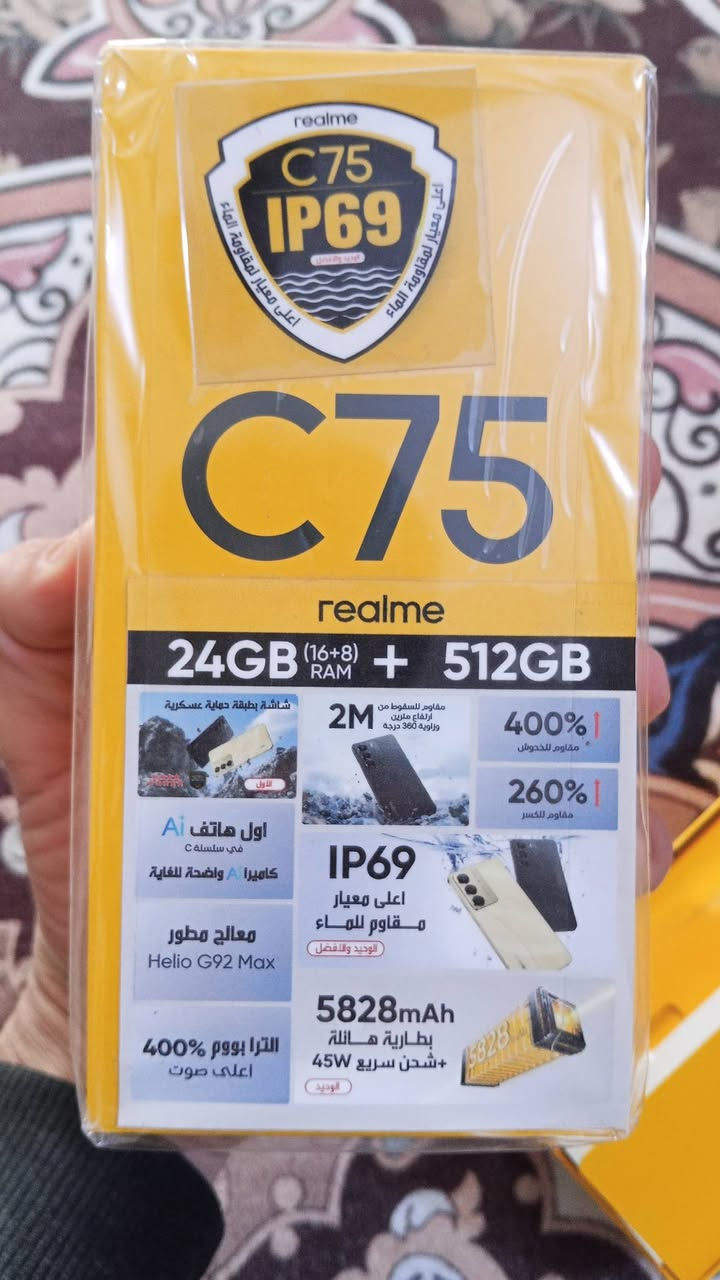 realme
C75
IP69
الوحيد والأفضل
اعلى معيار لمقاومة الماء
اعلى معيار لمقاومة الماء
C75
realme
24GB (16+8) RAM + 512GB
شاشة بطبقة حماية عسكرية
الأول
2M
مقاوم للسقوط من
ارتفاع مترين
وزاوية 360 درجة
400%
مقاوم للخدوش
260%
مقاوم للكسر
اول هاتف Ai
في سلسلة C
كاميرا Ai واضحة للغاية
IP69
اعلى معيار
مقاوم للماء
الوحيد والافضل
معالج مطور
Helio G92 Max
5828mAh
بطارية هائلة
+شحن سريع 45W
الوحيد
5828
الترا بووم 400%
اعلى صوت